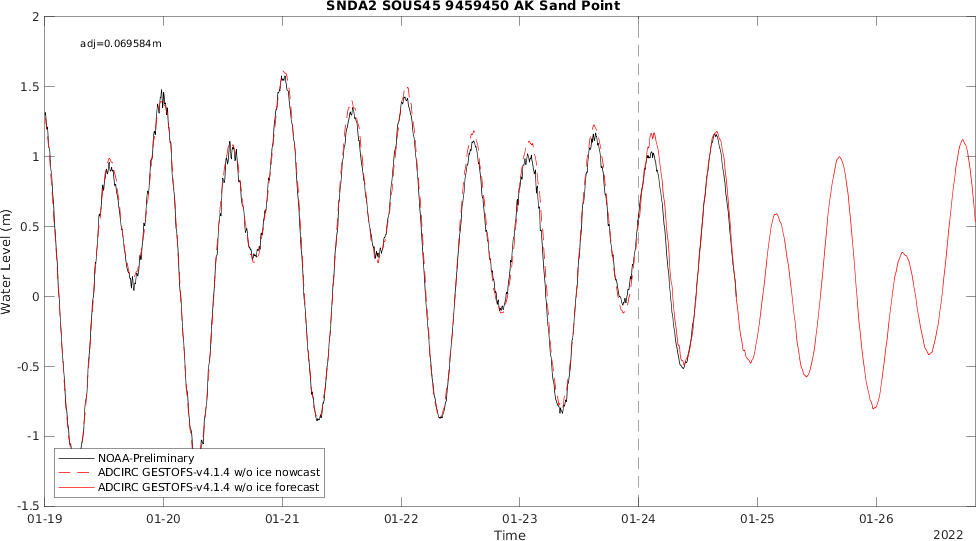 SNDA2 SOUS45 9459450 AK Sand Point
adj=0.069584m
2
1.5
1
0.5
0
-0.5
-1
-1.5
Water Level (m)
NOAA-Preliminary
ADCIRC GESTOFS-v4.1.4 w/o ice nowcast
ADCIRC GESTOFS-v4.1.4 w/o ice forecast
01-19 01-20 01-21 01-22 01-23 01-24 01-25 01-26
Time
2022